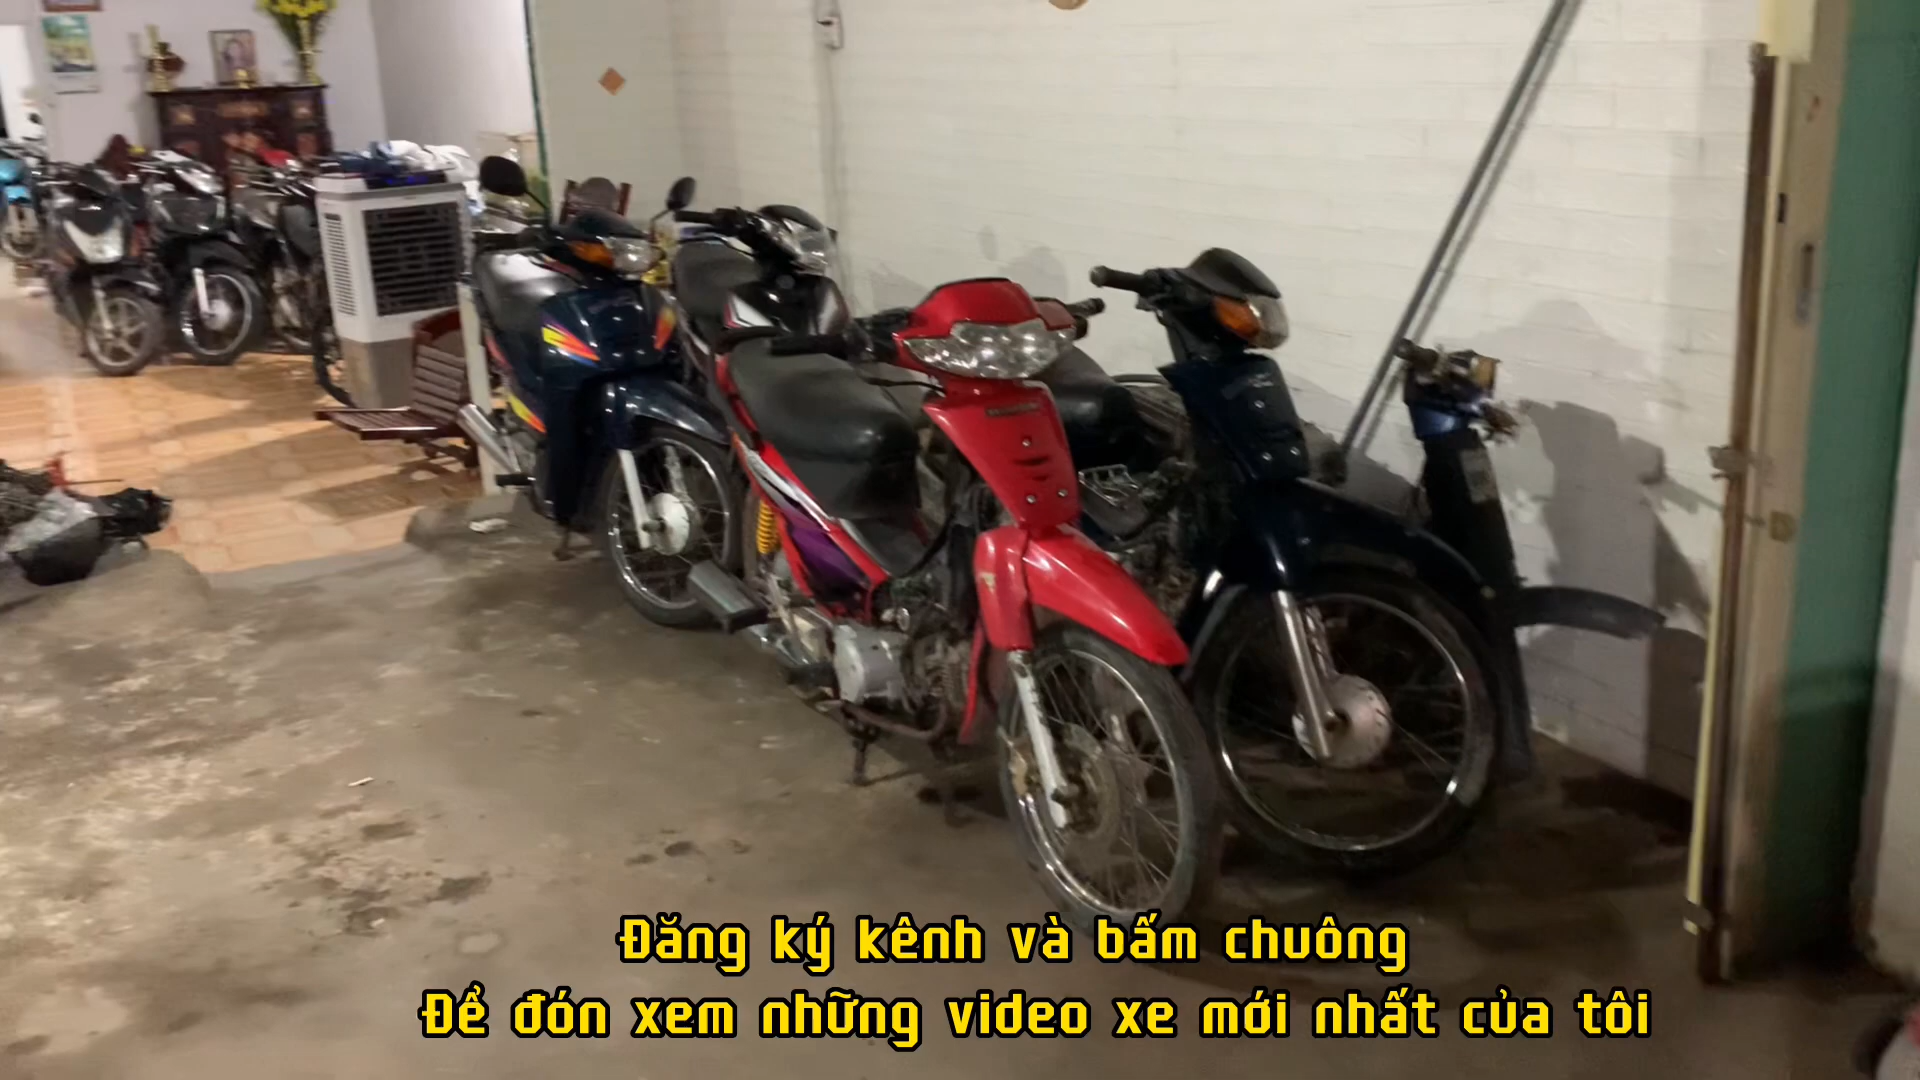 Đăng ký kênh và bấm chuông
Để đón xem những video xe mới nhất của tôi